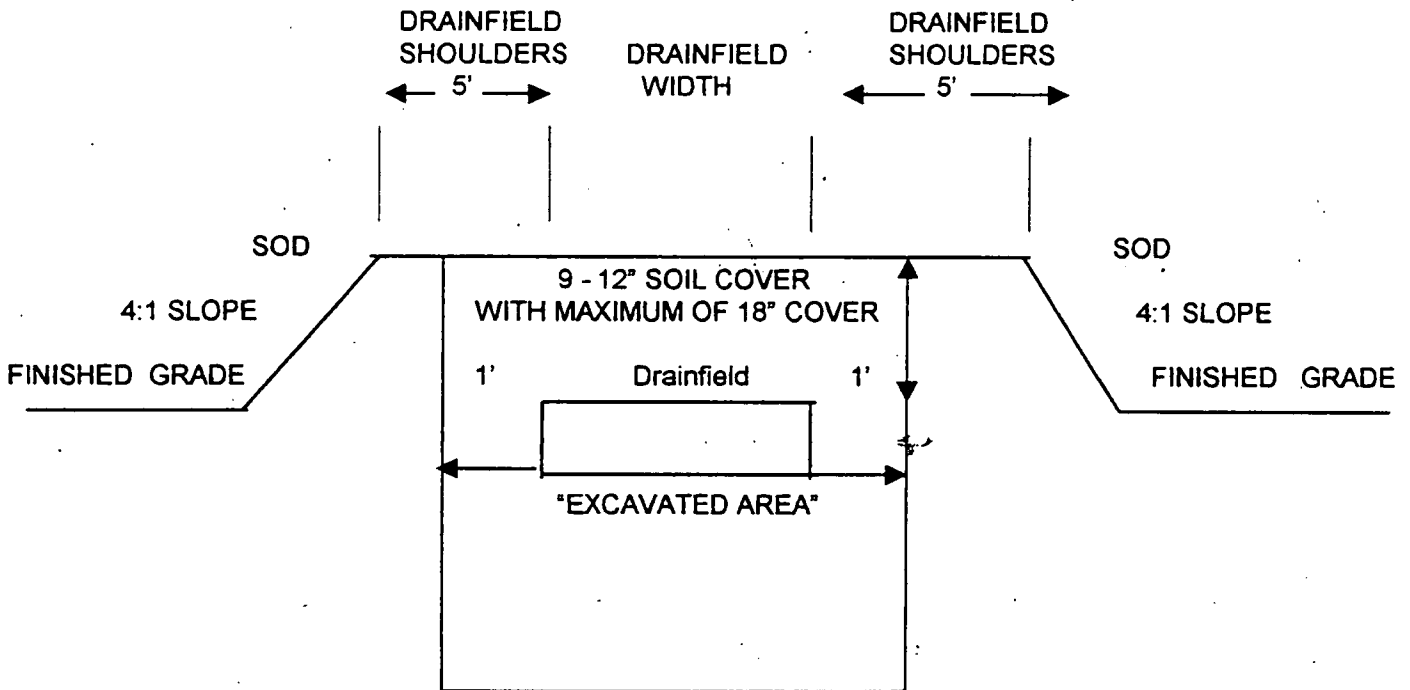 DRAINFIELD
SHOULDERS
5'
DRAINFIELD
WIDTH
DRAINFIELD
SHOULDERS
5'
SOD
SOD
9 - 12" SOIL COVER
WITH MAXIMUM OF 18" COVER
4:1 SLOPE
4:1 SLOPE
FINISHED GRADE
1'
Drainfield
1'
FINISHED GRADE
"EXCAVATED AREA"